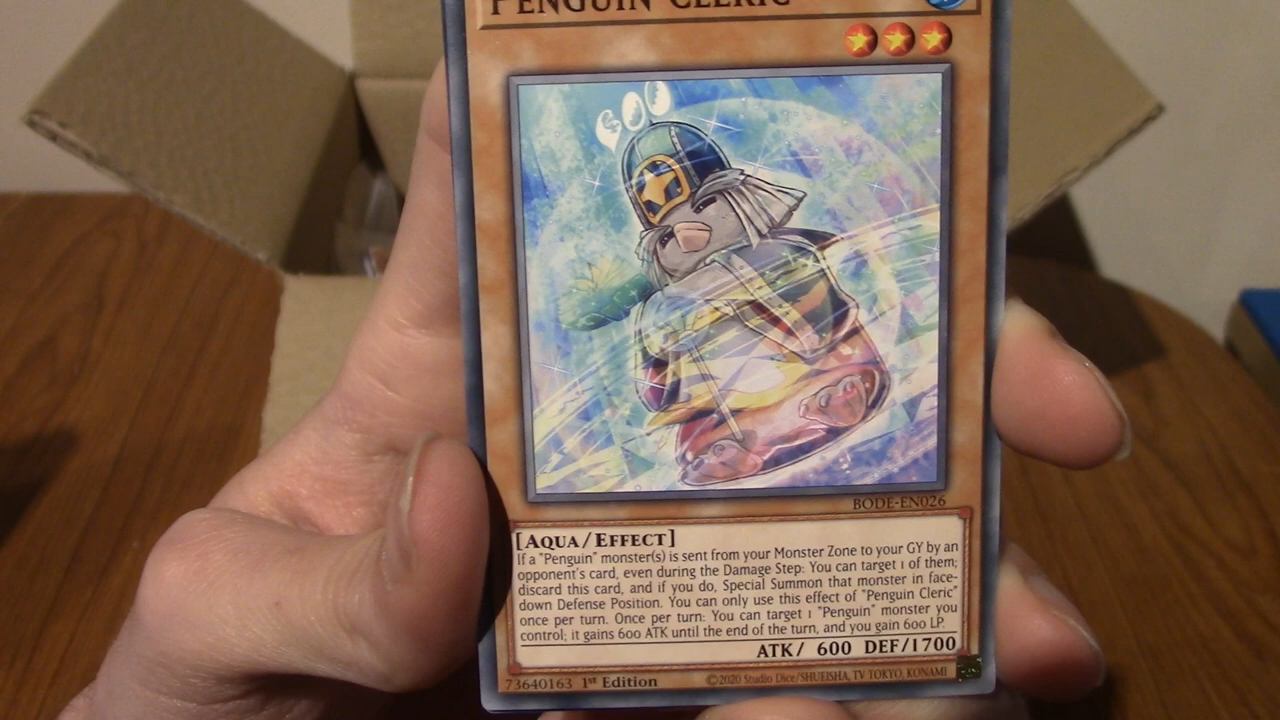 PENGUIN CLERIC
600
BODE-EN026
[AQUA/EFFECT]
If a "Penguin" monster(s) is sent from your Monster Zone to your GY by an
opponent's card, even during the Damage Step: You can target 1 of them;
discard this card, and if you do, Special Summon that monster in face-
down Defense Position. You can only use this effect of "Penguin Cleric"
once per turn. Once per turn: You can target 1 "Penguin" monster you
control; it gains 600 ATK until the end of the turn, and you gain 600 LP.
ATK/ 600 DEF/1700
73640163 1st Edition ©2020 Studio Dice/SHUEISHA, TV TOKYO, KONAMI